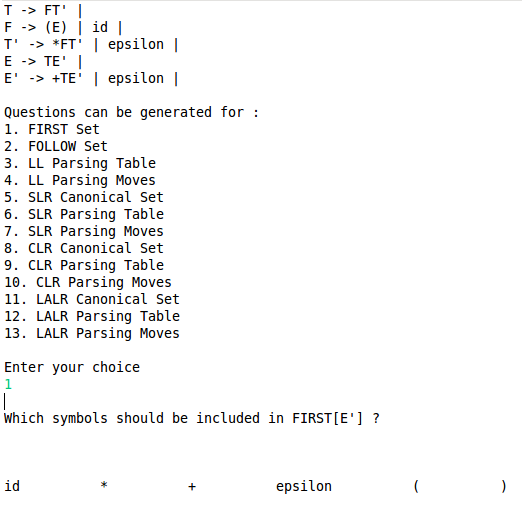 T -> FT' |
F -> (E) | id |
T' -> *FT' | epsilon |
E -> TE' |
E' -> +TE' | epsilon |
Questions can be generated for :
1. FIRST Set
2. FOLLOW Set
3. LL Parsing Table
4. LL Parsing Moves
5. SLR Canonical Set
6. SLR Parsing Table
7. SLR Parsing Moves
8. CLR Canonical Set
9. CLR Parsing Table
10. CLR Parsing Moves
11. LALR Canonical Set
12. LALR Parsing Table
13. LALR Parsing Moves
Enter your choice
1
Which symbols should be included in FIRST[E'] ?
id * + epsilon ( )